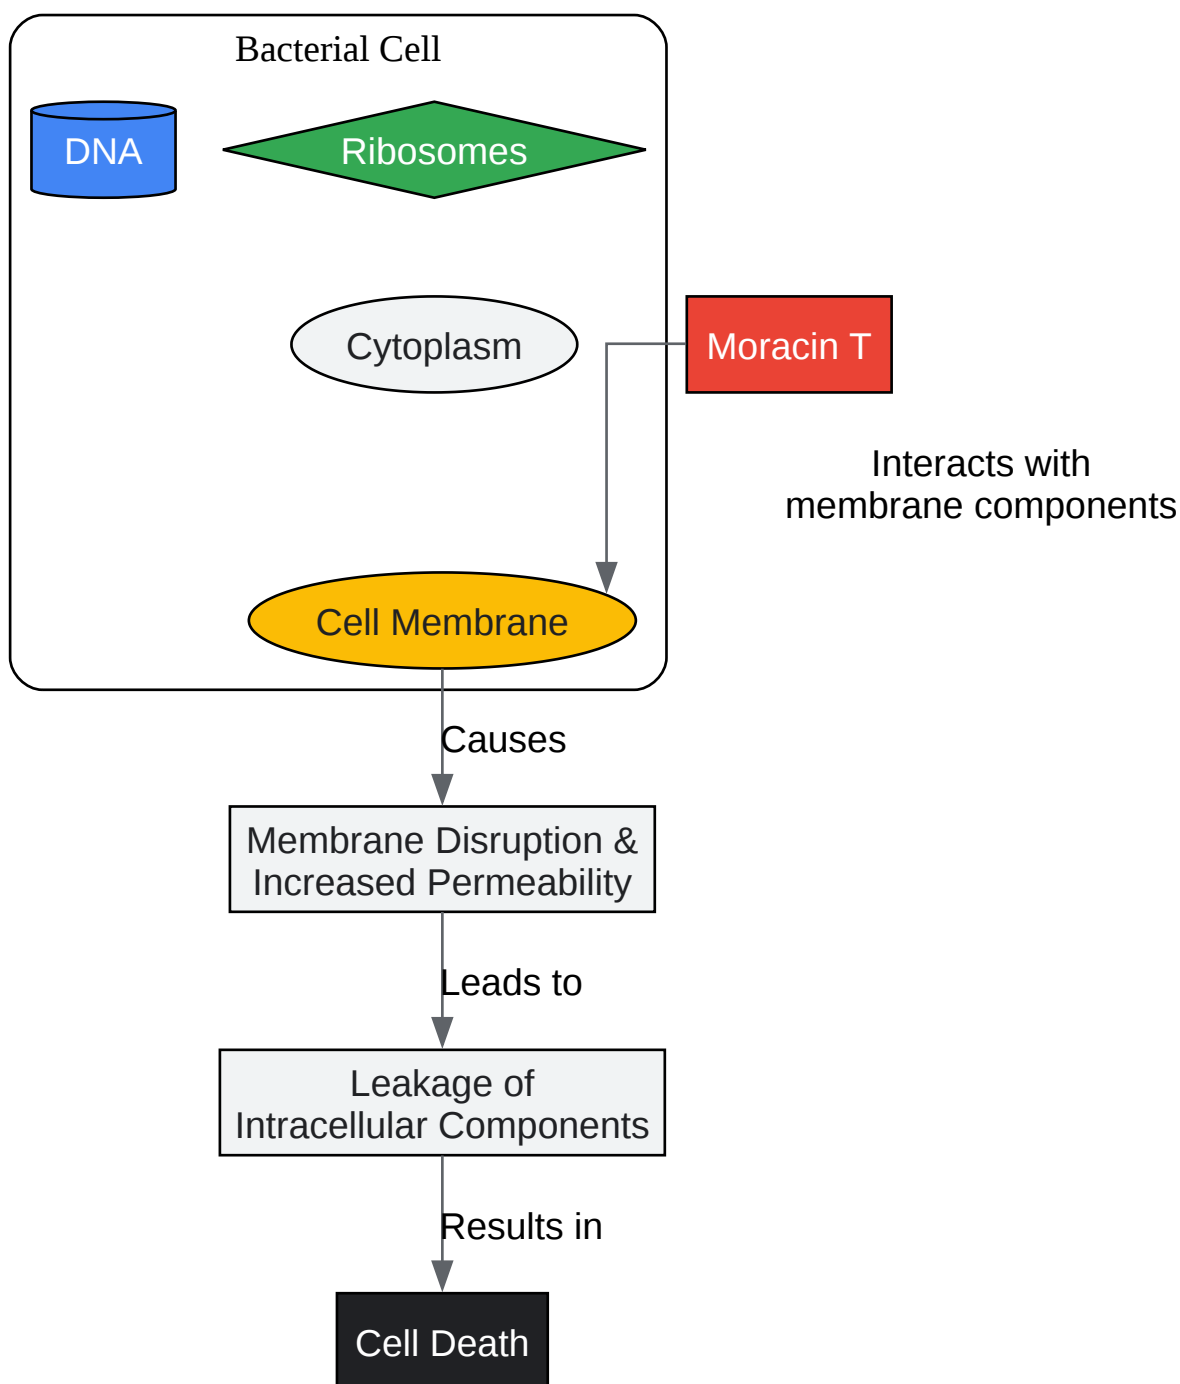 Bacterial Cell
DNA
Ribosomes
Cytoplasm
Moracin T
Interacts with
membrane components
Cell Membrane
Causes
Membrane Disruption &
Increased Permeability
Leads to
Leakage of
Intracellular Components
Results in
Cell Death